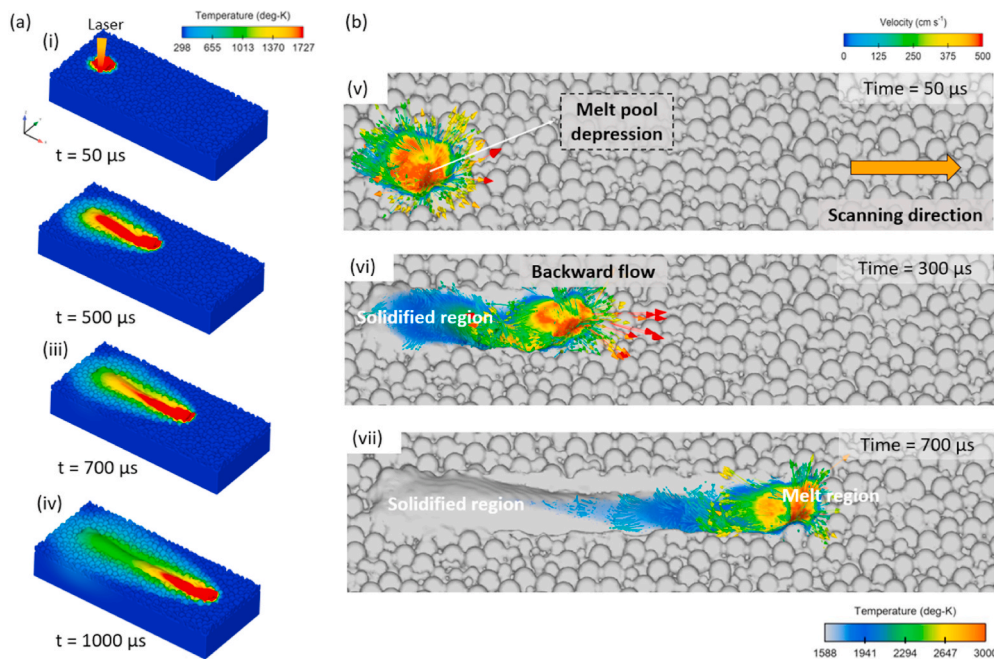 (a)
Temperature (deg-K)
298 655 1013 1370 1727
Laser
(i)
t = 50 µs
t = 500 µs
(iii)
t = 700 µs
(iv)
t = 1000 µs
(b)
Velocity (cm s⁻¹)
0 125 250 375 500
(v)
Time = 50 µs
Melt pool
depression
Scanning direction
(vi)
Backward flow
Time = 300 µs
Solidified region
(vii)
Time = 700 µs
Solidified region
Melt region
Temperature (deg-K)
1588 1941 2294 2647 3000